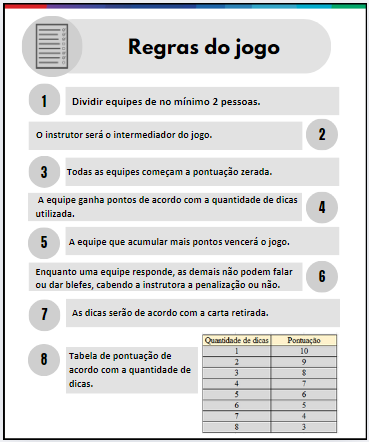 Regras do jogo
1
Dividir equipes de no mínimo 2 pessoas.
O instrutor será o intermediador do jogo.
2
3
Todas as equipes começam a pontuação zerada.
A equipe ganha pontos de acordo com a quantidade de dicas
utilizada.
4
5
A equipe que acumular mais pontos vencerá o jogo.
Enquanto uma equipe responde, as demais não podem falar
ou dar blefes, cabendo a instrutora a penalização ou não.
6
7
As dicas serão de acordo com a carta retirada.
8
Tabela de pontuação de
acordo com a quantidade de
dicas.
Quantidade de dicas Pontuação
1 10
2 9
3 8
4 7
5 6
6 5
7 4
8 3